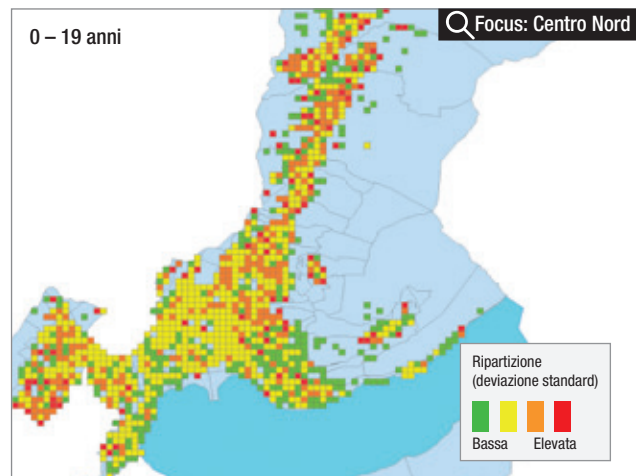 0 – 19 anni
Focus: Centro Nord
Ripartizione
(deviazione standard)
Bassa Elevata